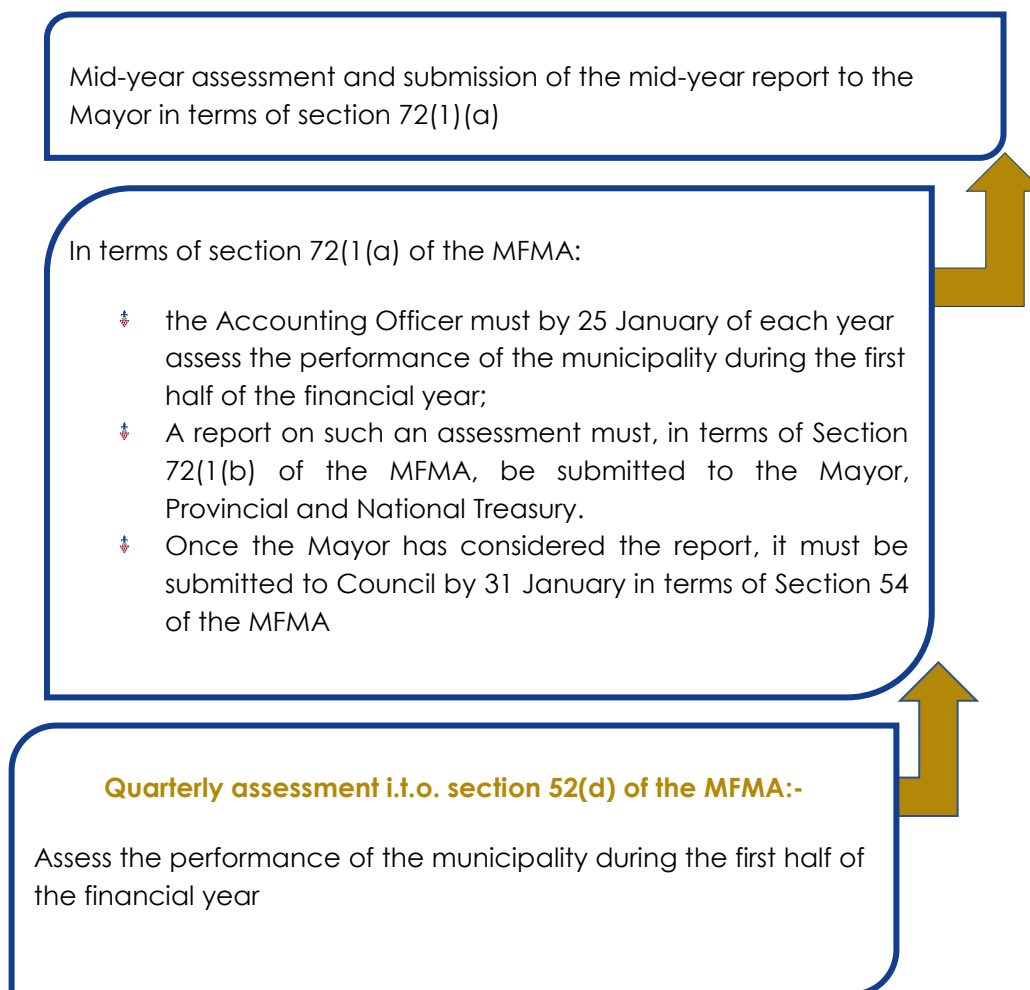 Mid-year assessment and submission of the mid-year report to the
Mayor in terms of section 72(1)(a)
In terms of section 72(1(a) of the MFMA:
the Accounting Officer must by 25 January of each year
assess the performance of the municipality during the first
half of the financial year;
A report on such an assessment must, in terms of Section
72(1(b) of the MFMA, be submitted to the Mayor,
Provincial and National Treasury.
Once the Mayor has considered the report, it must be
submitted to Council by 31 January in terms of Section 54
of the MFMA
Quarterly assessment i.t.o. section 52(d) of the MFMA:-
Assess the performance of the municipality during the first half of
the financial year